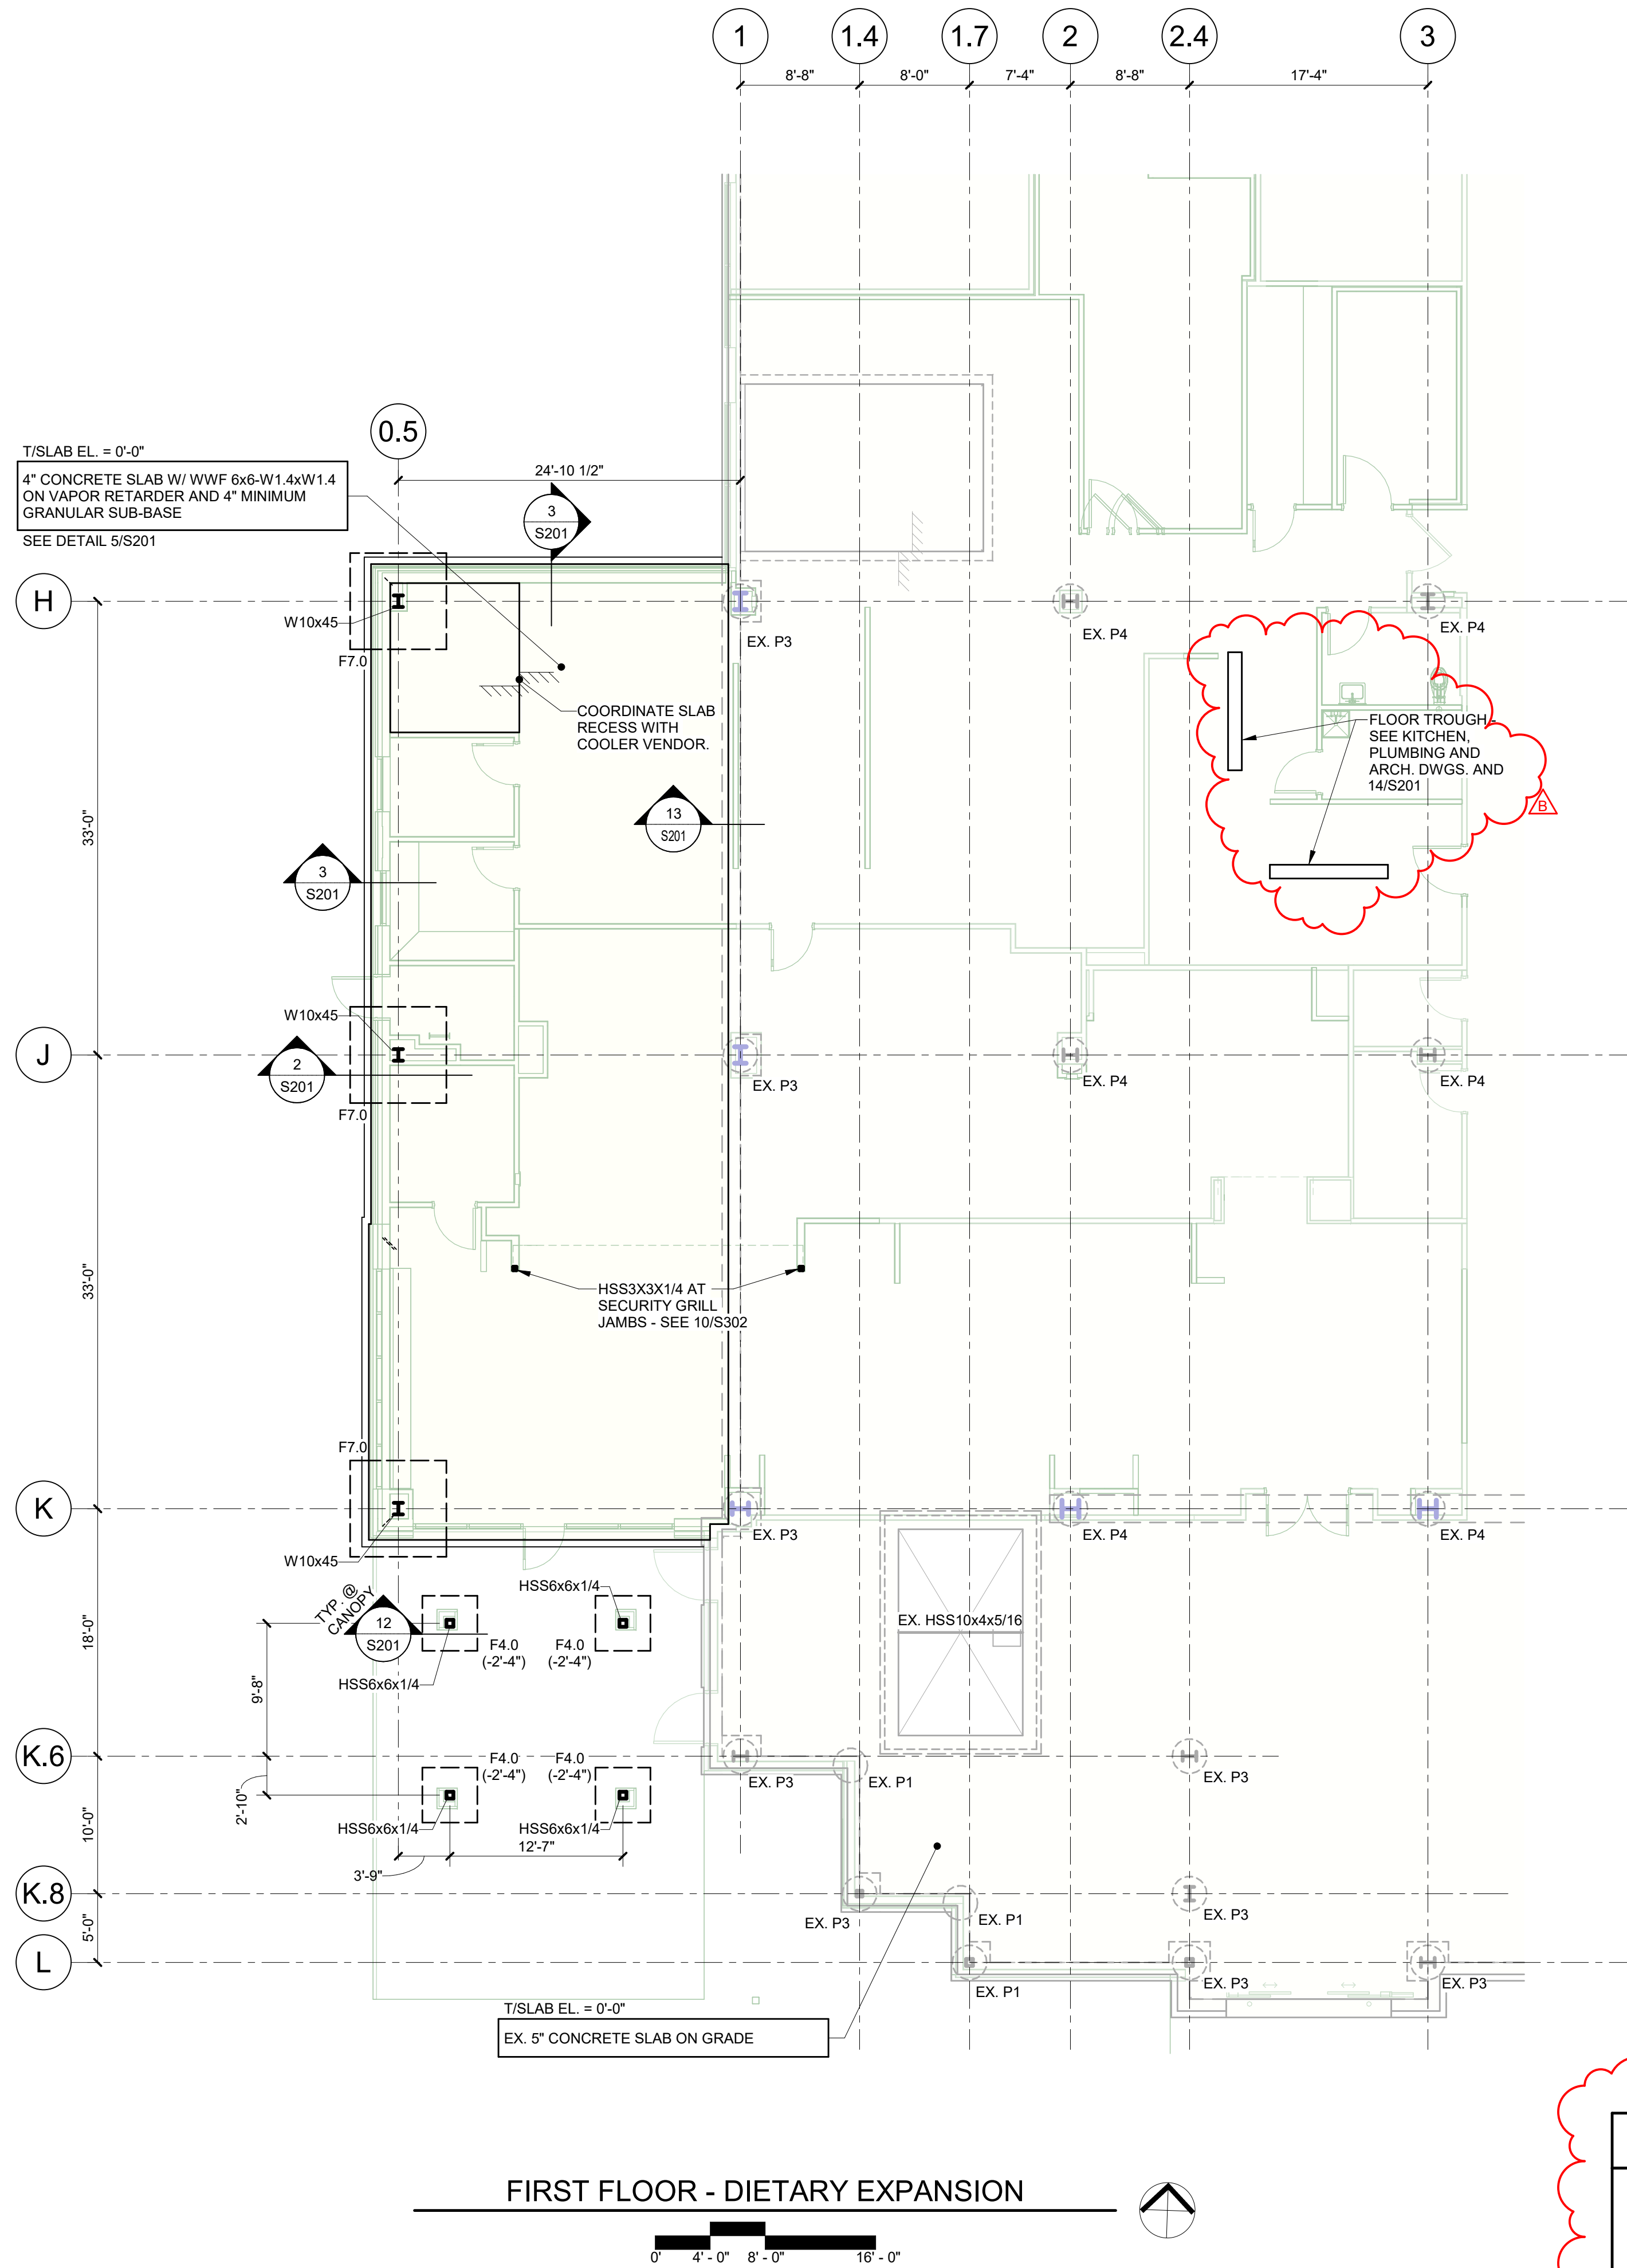 1
1.4
1.7
2
2.4
3
8'-8"
8'-0"
7'-4"
8'-8"
17'-4"
0.5
T/SLAB EL. = 0'-0"
4" CONCRETE SLAB W/ WWF 6x6-W1.4xW1.4
ON VAPOR RETARDER AND 4" MINIMUM
GRANULAR SUB-BASE
SEE DETAIL 5/S201
24'-10 1/2"
3
S201
H
W10x45
F7.0
EX. P3
EX. P4
EX. P4
COORDINATE SLAB
RECESS WITH
COOLER VENDOR.
FLOOR TROUGH -
SEE KITCHEN,
PLUMBING AND
ARCH. DWGS. AND
14/S201
B
13
S201
33'-0"
3
S201
W10x45
J
2
S201
F7.0
EX. P3
EX. P4
EX. P4
33'-0"
HSS3X3X1/4 AT
SECURITY GRILL
JAMBS - SEE 10/S302
F7.0
K
EX. P3
EX. P4
EX. P4
W10x45
TYP. @
CANOPY
12
S201
HSS6x6x1/4
EX. HSS10x4x5/16
18'-0"
F4.0
(-2'-4")
F4.0
(-2'-4")
HSS6x6x1/4
9'-8"
K.6
F4.0
(-2'-4")
F4.0
(-2'-4")
EX. P3
EX. P1
EX. P3
2'-10"
10'-0"
HSS6x6x1/4
HSS6x6x1/4
12'-7"
3'-9"
K.8
EX. P3
EX. P1
EX. P3
5'-0"
L
EX. P1
EX. P3
EX. P3
T/SLAB EL. = 0'-0"
EX. 5" CONCRETE SLAB ON GRADE
FIRST FLOOR - DIETARY EXPANSION
0'
4' - 0"
8' - 0"
16' - 0"